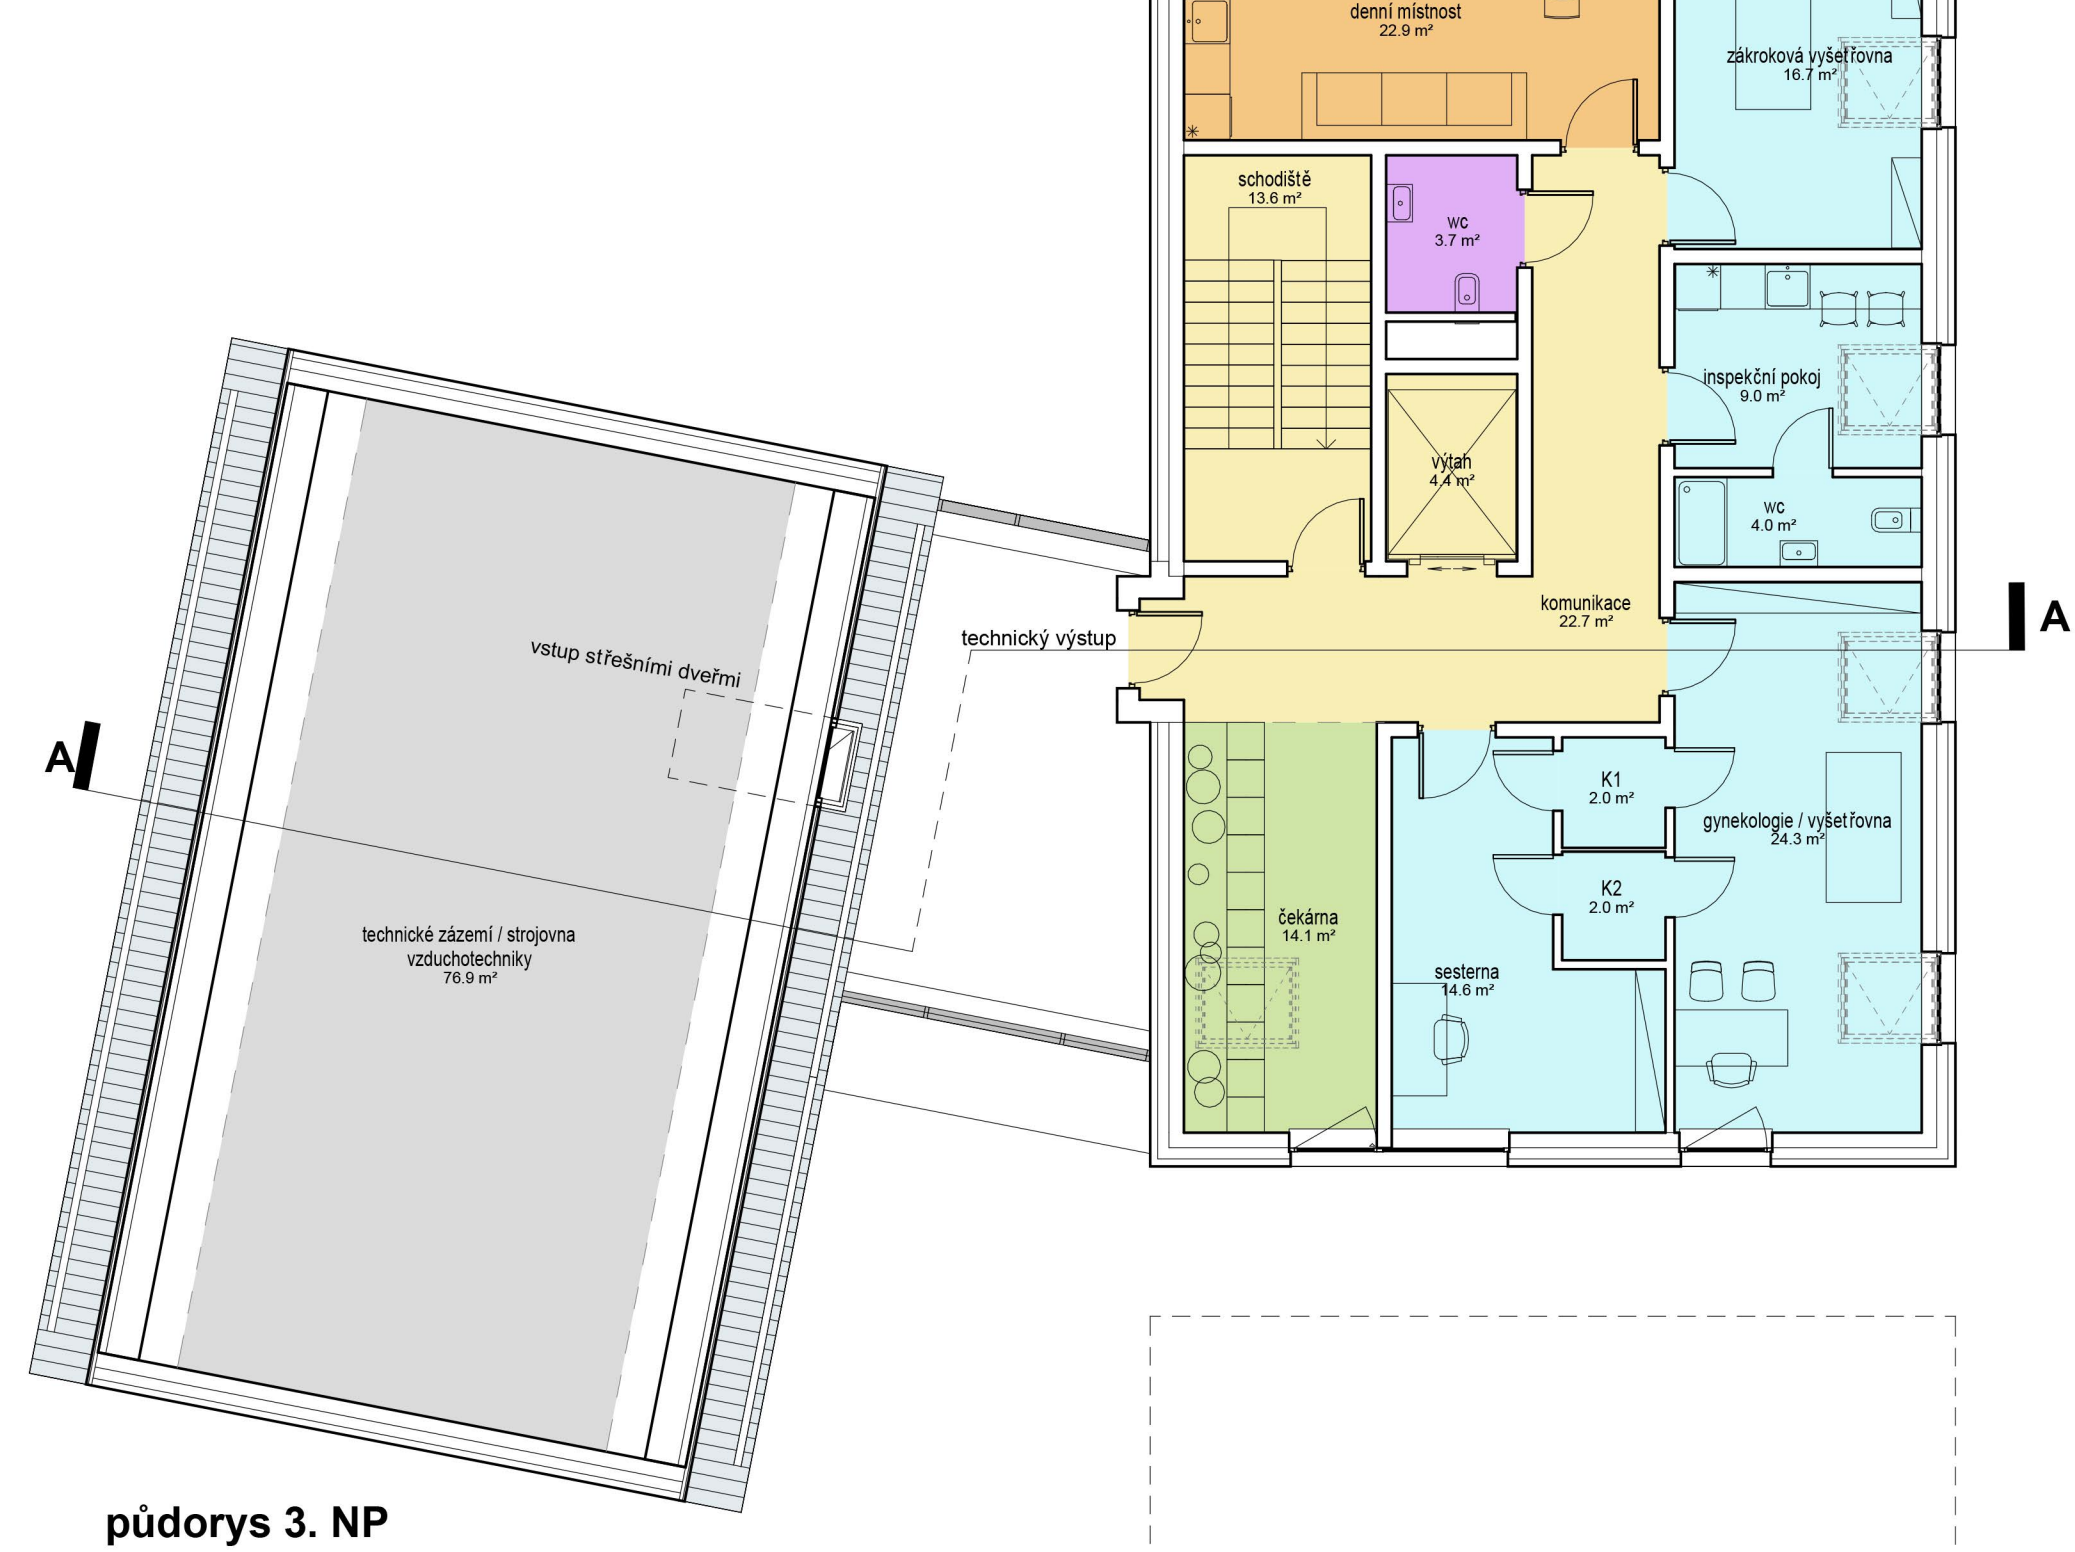 denní místnost
22.9 m²
zákroková vyšetřovna
16.7 m²
schodiště
13.6 m²
wc
3.7 m²
inspekční pokoj
9.0 m²
výtah
4.4 m²
wc
4.0 m²
komunikace
22.7 m²
A
technický výstup
vstup střešními dveřmi
A
K1
2.0 m²
gynekologie / vyšetřovna
24.3 m²
K2
2.0 m²
čekárna
14.1 m²
technické zázemí / strojovna
vzduchotechniky
76.9 m²
sesterna
14.6 m²
půdorys 3. NP